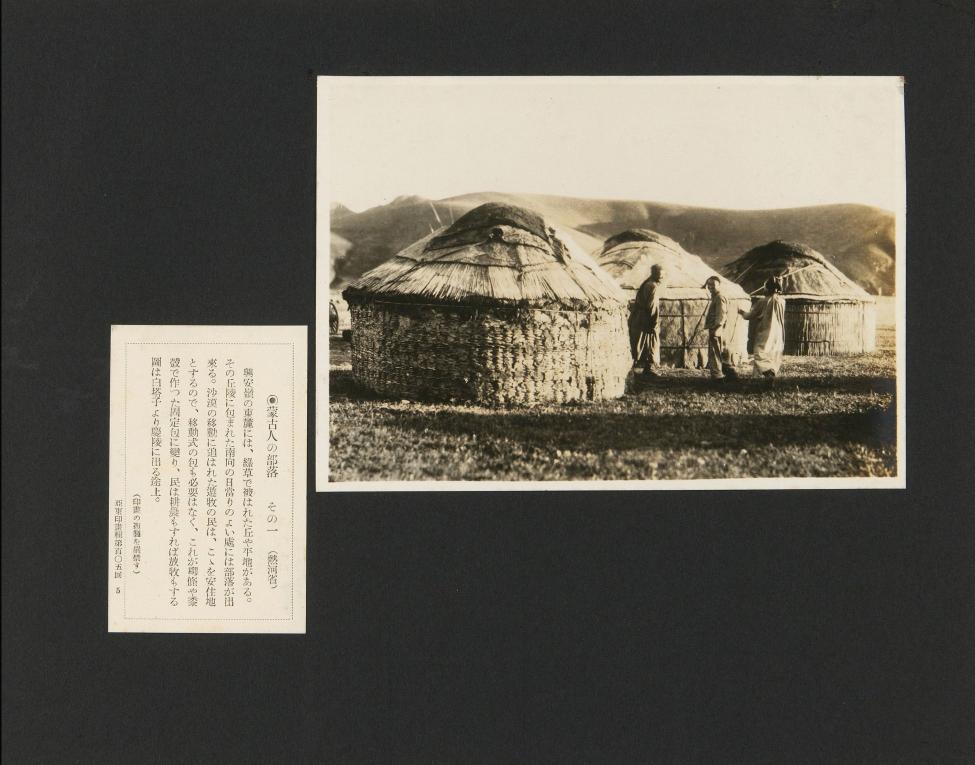 ◉蒙古人の部落　その一　（熱河省）
興安嶺の東麓には、綠草で被はれた丘や平地がある。
その丘陵に包まれた南向の日當りのよい處には部落が出
來る。沙漠の移動に追はれた遊牧の民は、こゝを安住地
とするので、移動式の包も必要はなく、これが柳條や黍
殼で作つた固定包に變り、民は耕農もすれば放牧もする
圖は白塔子より慶陵に出る途上。
（印畫の複製を嚴禁す）
亞東印畫輯第百〇五回　5